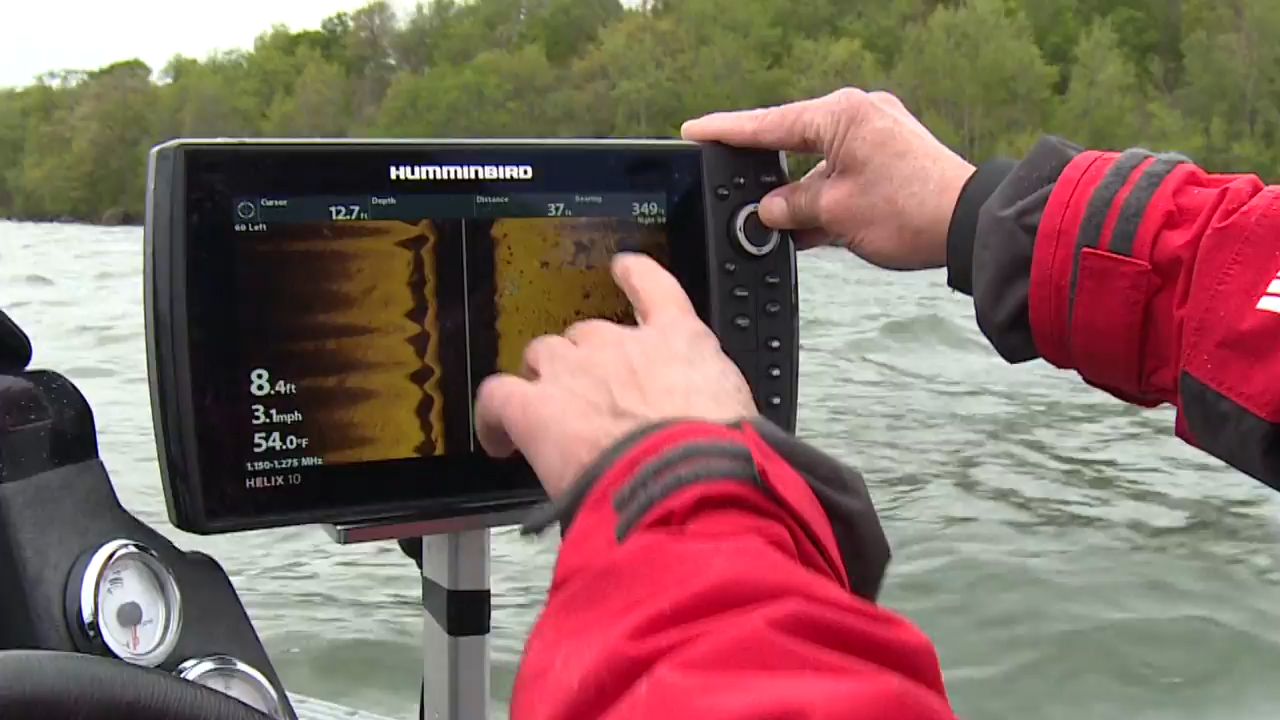 HUMMINBIRD
Cursor Depth 12.7ft Distance 37ft Bearing 349ft
60 Left
8.4ft
3.1mph
54.0°F
1.150-1.275 MHz
HELIX 10